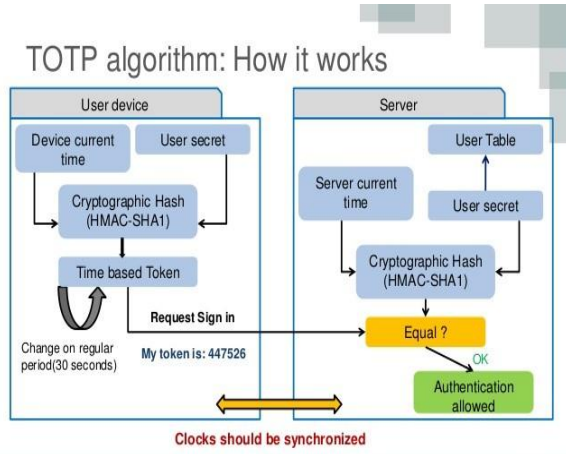 TOTP algorithm: How it works
User device
Device current
time
User secret
Cryptographic Hash
(HMAC-SHA1)
Time based Token
Change on regular
period(30 seconds)
Request Sign in
My token is: 447526
Server
User Table
Server current
time
User secret
Cryptographic Hash
(HMAC-SHA1)
Equal ?
OK
Authentication
allowed
Clocks should be synchronized